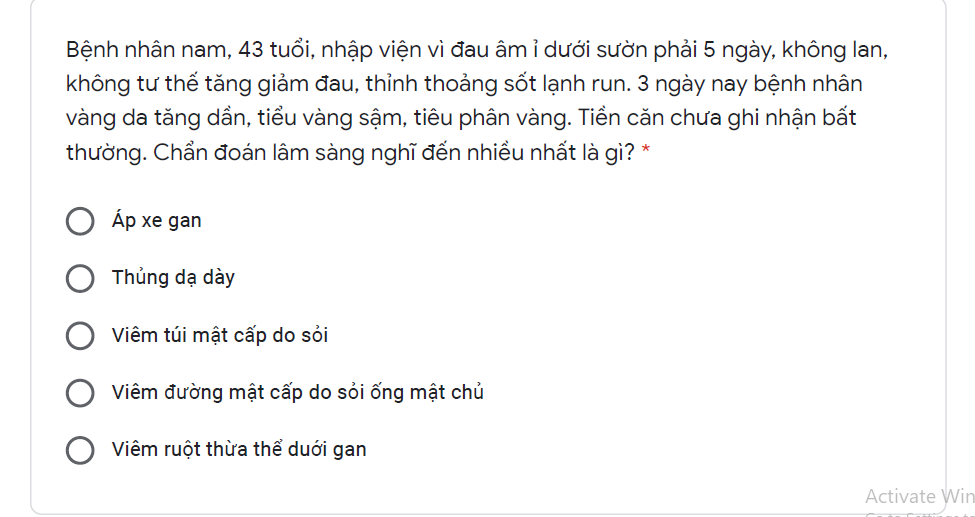 Bệnh nhân nam, 43 tuổi, nhập viện vì đau âm ỉ dưới sườn phải 5 ngày, không lan,
không tư thế tăng giảm đau, thỉnh thoảng sốt lạnh run. 3 ngày nay bệnh nhân
vàng da tăng dần, tiểu vàng sậm, tiêu phân vàng. Tiền căn chưa ghi nhận bất
thường. Chẩn đoán lâm sàng nghĩ đến nhiều nhất là gì? *
Áp xe gan
Thủng dạ dày
Viêm túi mật cấp do sỏi
Viêm đường mật cấp do sỏi ống mật chủ
Viêm ruột thừa thể duới gan
Activate Win